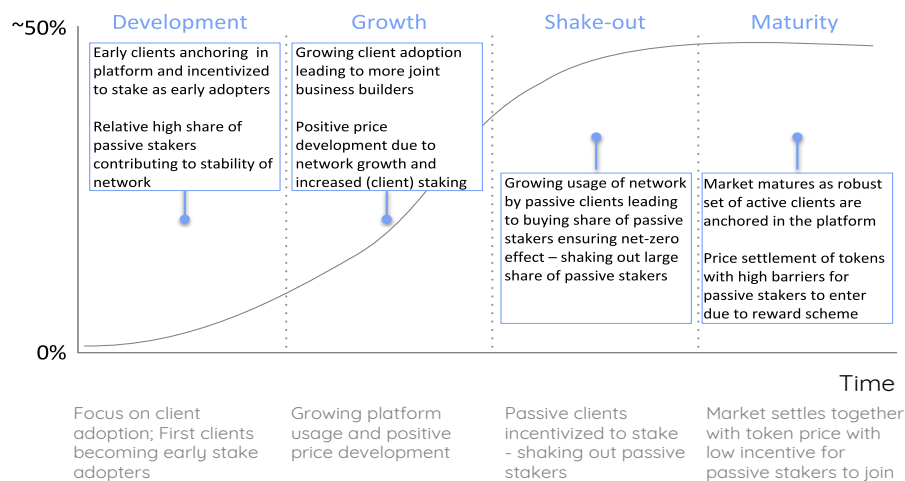 ~50%
Development
Growth
Shake-out
Maturity
Early clients anchoring in
platform and incentivized
to stake as early adopters
Relative high share of
passive stakers
contributing to stability of
network
Growing client adoption
leading to more joint
business builders
Positive price
development due to
network growth and
increased (client) staking
Growing usage of network
by passive clients leading
to buying share of passive
stakers ensuring net-zero
effect – shaking out large
share of passive stakers
Market matures as robust
set of active clients are
anchored in the platform
Price settlement of tokens
with high barriers for
passive stakers to enter
due to reward scheme
0%
Time
Focus on client
adoption; First clients
becoming early stake
adopters
Growing platform
usage and positive
price development
Passive clients
incentivized to stake
- shaking out passive
stakers
Market settles together
with token price with
low incentive for
passive stakers to join